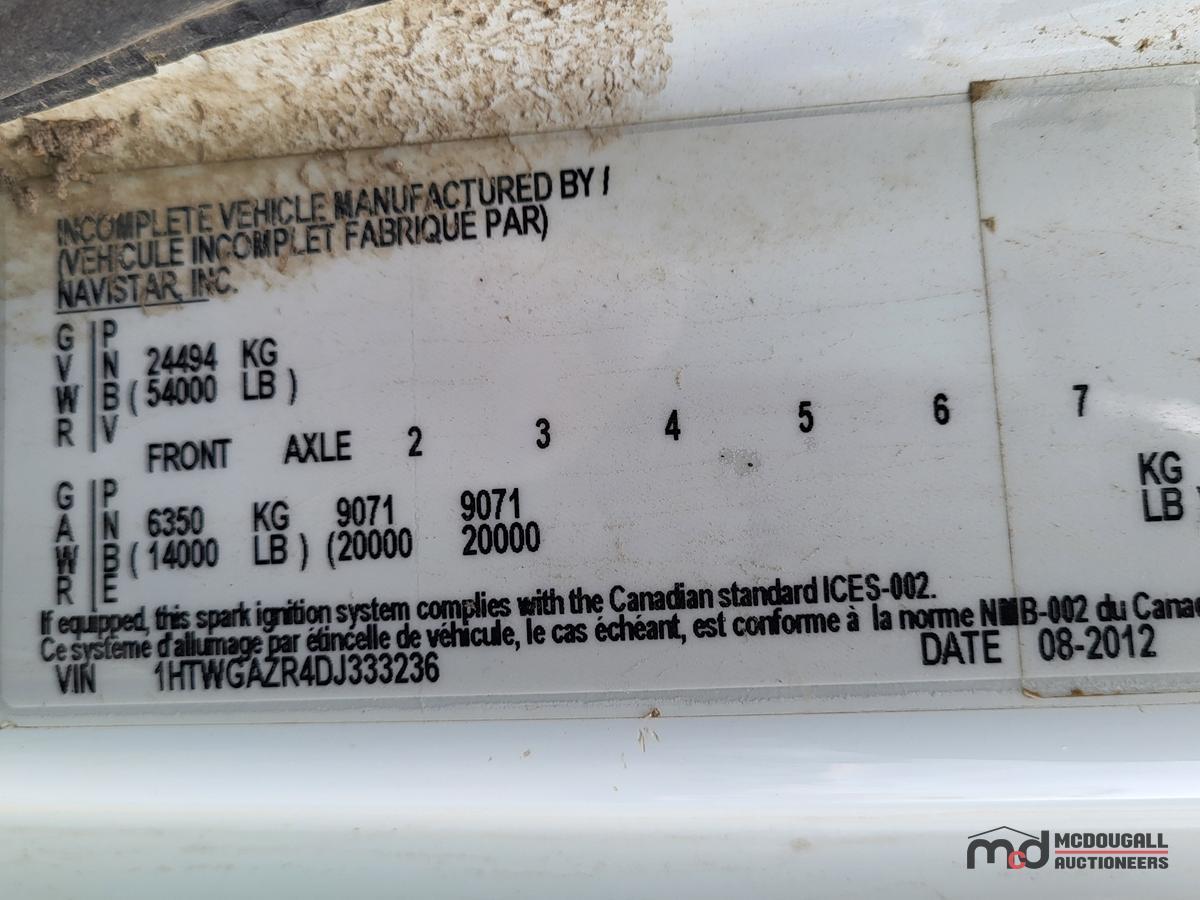 INCOMPLETE VEHICLE MANUFACTURED BY /
(VEHICULE INCOMPLET FABRIQUE PAR)
NAVISTAR, INC.
G P
V N 24494 KG
W B ( 54000 LB )
R V
FRONT AXLE 2 3 4 5 6 7
G P KG
A N 6350 KG 9071 9071 LB )
W B ( 14000 LB ) (20000 20000
R E
If equipped, this spark ignition system complies with the Canadian standard ICES-002.
Ce système d'allumage par étincelle de véhicule, le cas échéant, est conforme à la norme NMB-002 du Canada
VIN 1HTWGAZR4DJ333236 DATE 08-2012
mcd MCDOUGALL
AUCTIONEERS